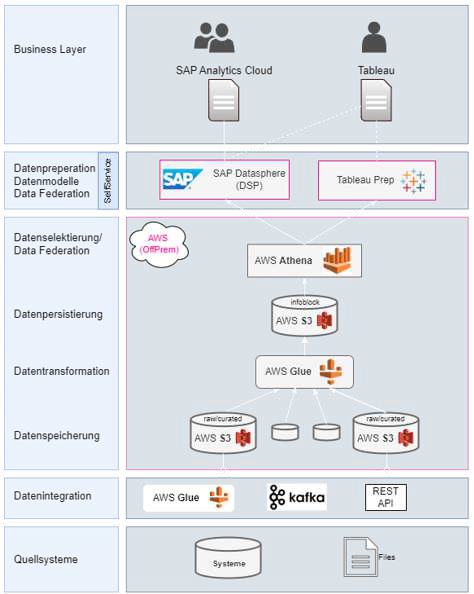 Business Layer
SAP Analytics Cloud
Tableau
Datenpreperation
Datenmodelle
Data Federation
SelfService
SAP
SAP Datasphere
(DSP)
Tableau Prep
Datenselektierung/
Data Federation
AWS
(OffPrem)
AWS Athena
Datenpersistierung
infoblock
AWS S3
Datentransformation
AWS Glue
Datenspeicherung
raw/curated
AWS S3
raw/curated
AWS S3
Datenintegration
AWS Glue
kafka
REST
API
Quellsysteme
Systeme
Files